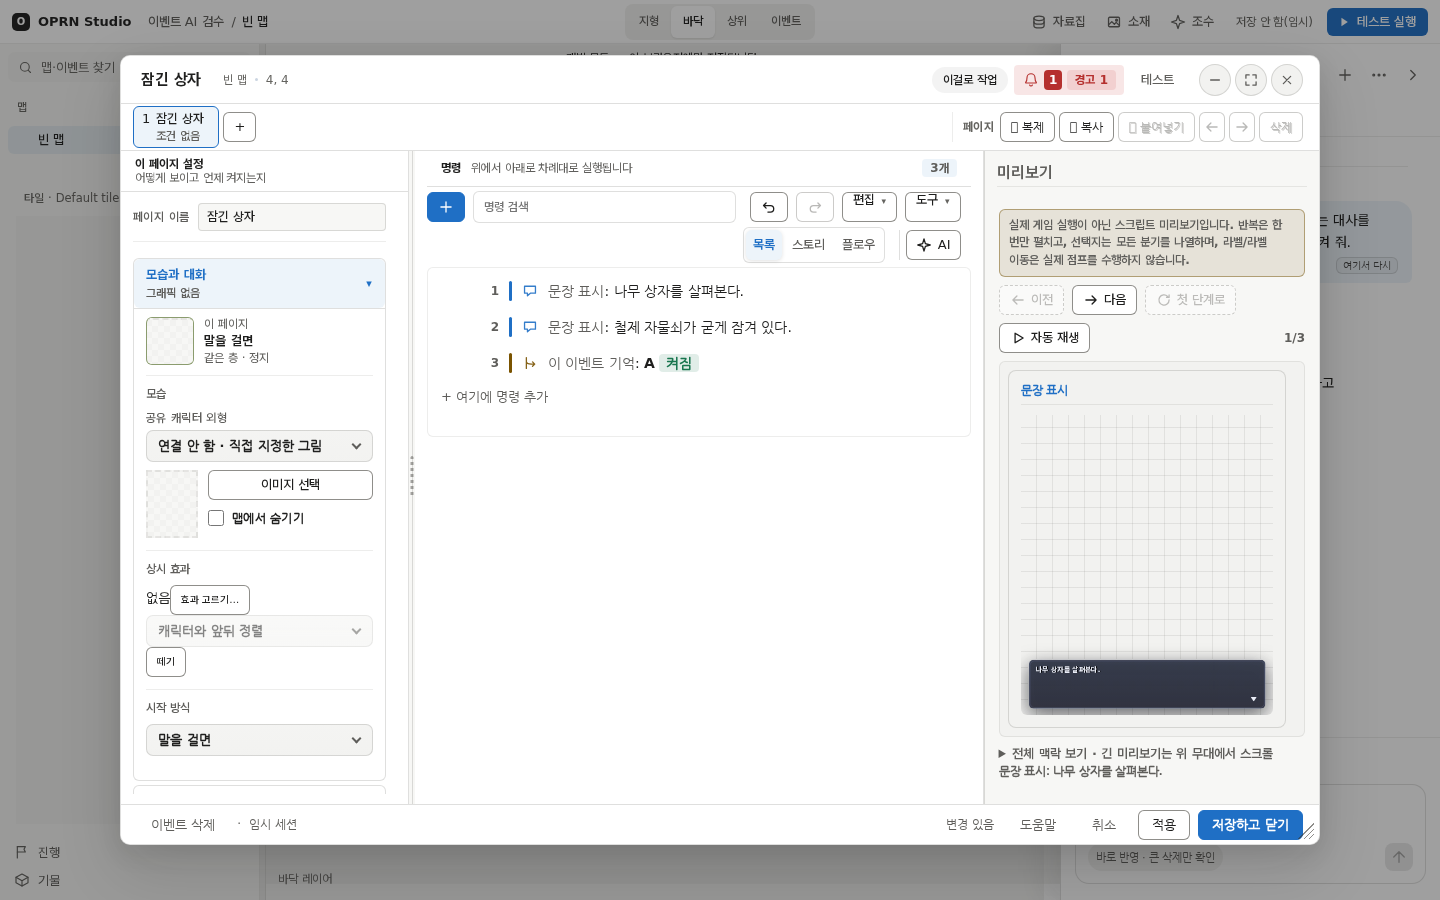 OPRN Studio 이벤트 AI 검수 / 빈 맵
지형 바닥 상위 이벤트
자료집 소재 조수 저장 안 함(임시) 테스트 실행
맵·이벤트 찾기
맵
빈 맵
타일 · Default tile
진행
기물
바닥 레이어
는 대사를
켜 줘.
여기서 다시
바로 반영 · 큰 삭제만 확인
잠긴 상자 빈 맵 · 4, 4
이걸로 작업 1 경고 1 테스트
1 잠긴 상자
조건 없음
+
페이지 복제 복사 붙여넣기 삭제
이 페이지 설정
어떻게 보이고 언제 켜지는지
페이지 이름 잠긴 상자
모습과 대화
그래픽 없음
이 페이지
말을 걸면
같은 층 · 정지
모습
공유 캐릭터 외형
연결 안 함 · 직접 지정한 그림
이미지 선택
맵에서 숨기기
상시 효과
없음 효과 고르기...
캐릭터와 앞뒤 정렬
떼기
시작 방식
말을 걸면
명령 위에서 아래로 차례대로 실행됩니다 3개
+ 명령 검색 편집 도구
목록 스토리 플로우 AI
1 문장 표시: 나무 상자를 살펴본다.
2 문장 표시: 철제 자물쇠가 굳게 잠겨 있다.
3 이 이벤트 기억: A 켜짐
+ 여기에 명령 추가
미리보기
실제 게임 실행이 아닌 스크립트 미리보기입니다. 반복은 한
번만 펼치고, 선택지는 모든 분기를 나열하며, 라벨/라벨
이동은 실제 점프를 수행하지 않습니다.
이전 다음 첫 단계로
자동 재생 1/3
문장 표시
나무 상자를 살펴본다.
전체 맥락 보기 · 긴 미리보기는 위 무대에서 스크롤
문장 표시: 나무 상자를 살펴본다.
이벤트 삭제 · 임시 세션
변경 있음 도움말 취소 적용 저장하고 닫기